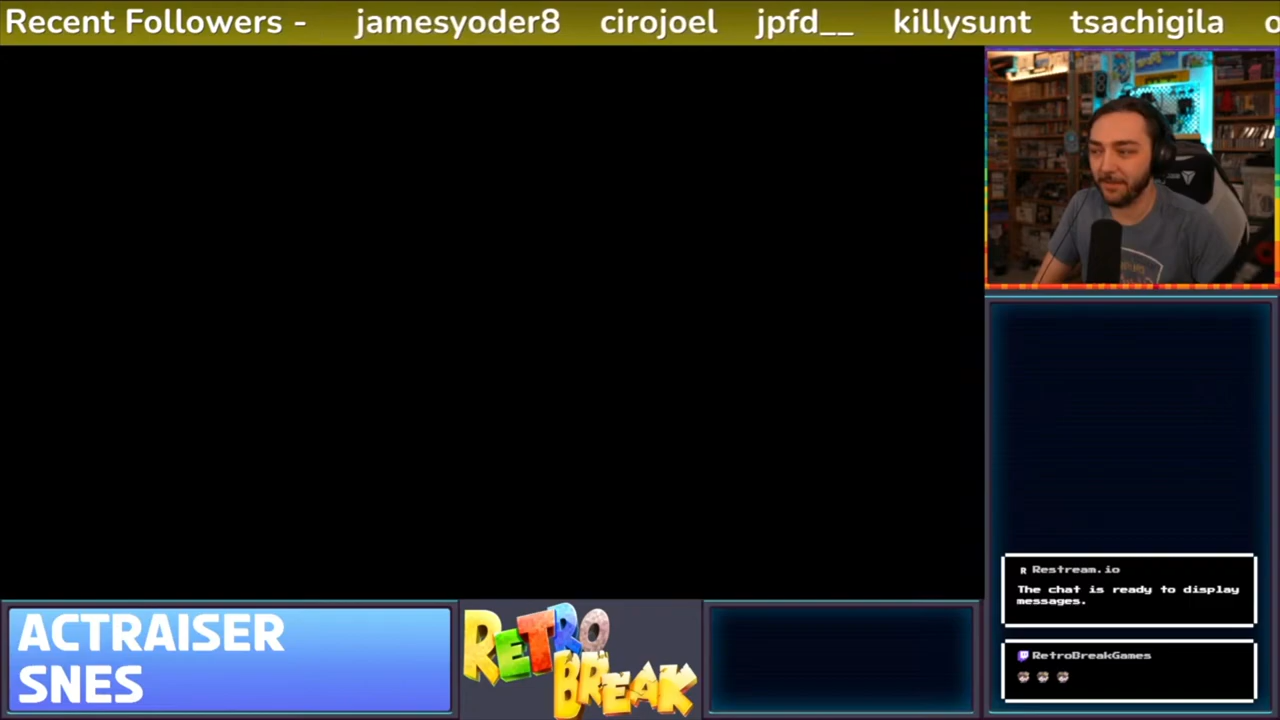 Recent Followers - jamesyoder8 cirojoel jpfd__ killysunt tsachigila
Restream.io
The chat is ready to display
messages.
RetroBreakGames
ACTRAISER
SNES
RETRO
BREAK